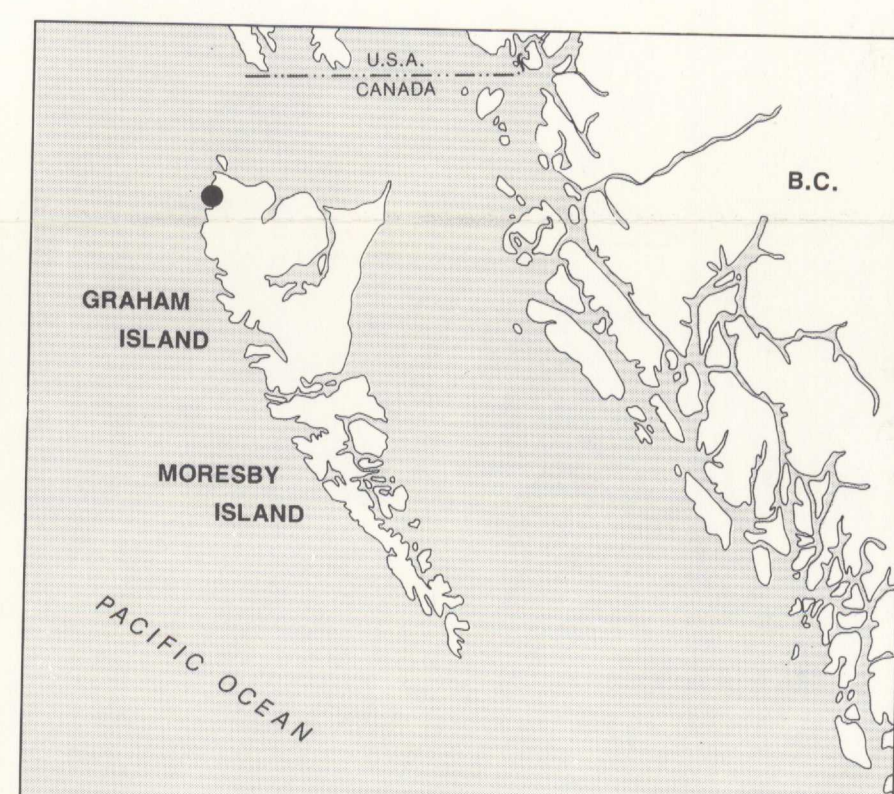 U.S.A.
CANADA
B.C.
GRAHAM
ISLAND
MORESBY
ISLAND
PACIFIC OCEAN